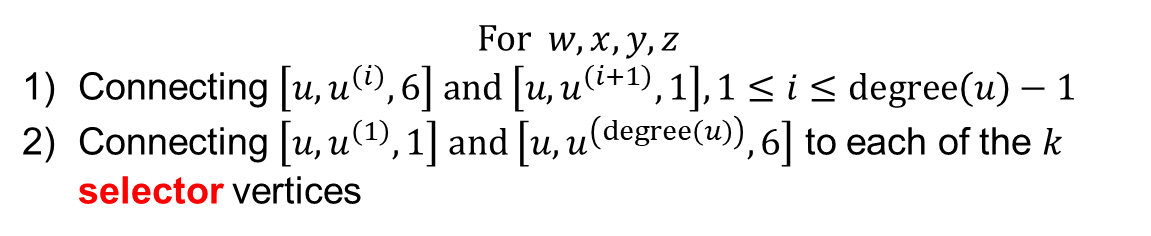 For w, x, y, z
1) Connecting [u, u^(i), 6] and [u, u^(i+1), 1], 1 ≤ i ≤ degree(u) − 1
2) Connecting [u, u^(1), 1] and [u, u^(degree(u)), 6] to each of the k
selector vertices